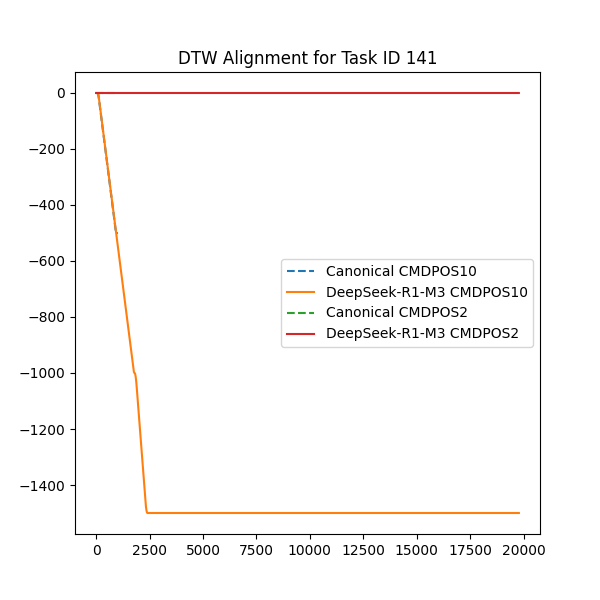 DTW Alignment for Task ID 141
0
−200
−400
−600
−800
−1000
−1200
−1400
Canonical CMDPOS10
DeepSeek-R1-M3 CMDPOS10
Canonical CMDPOS2
DeepSeek-R1-M3 CMDPOS2
0 2500 5000 7500 10000 12500 15000 17500 20000